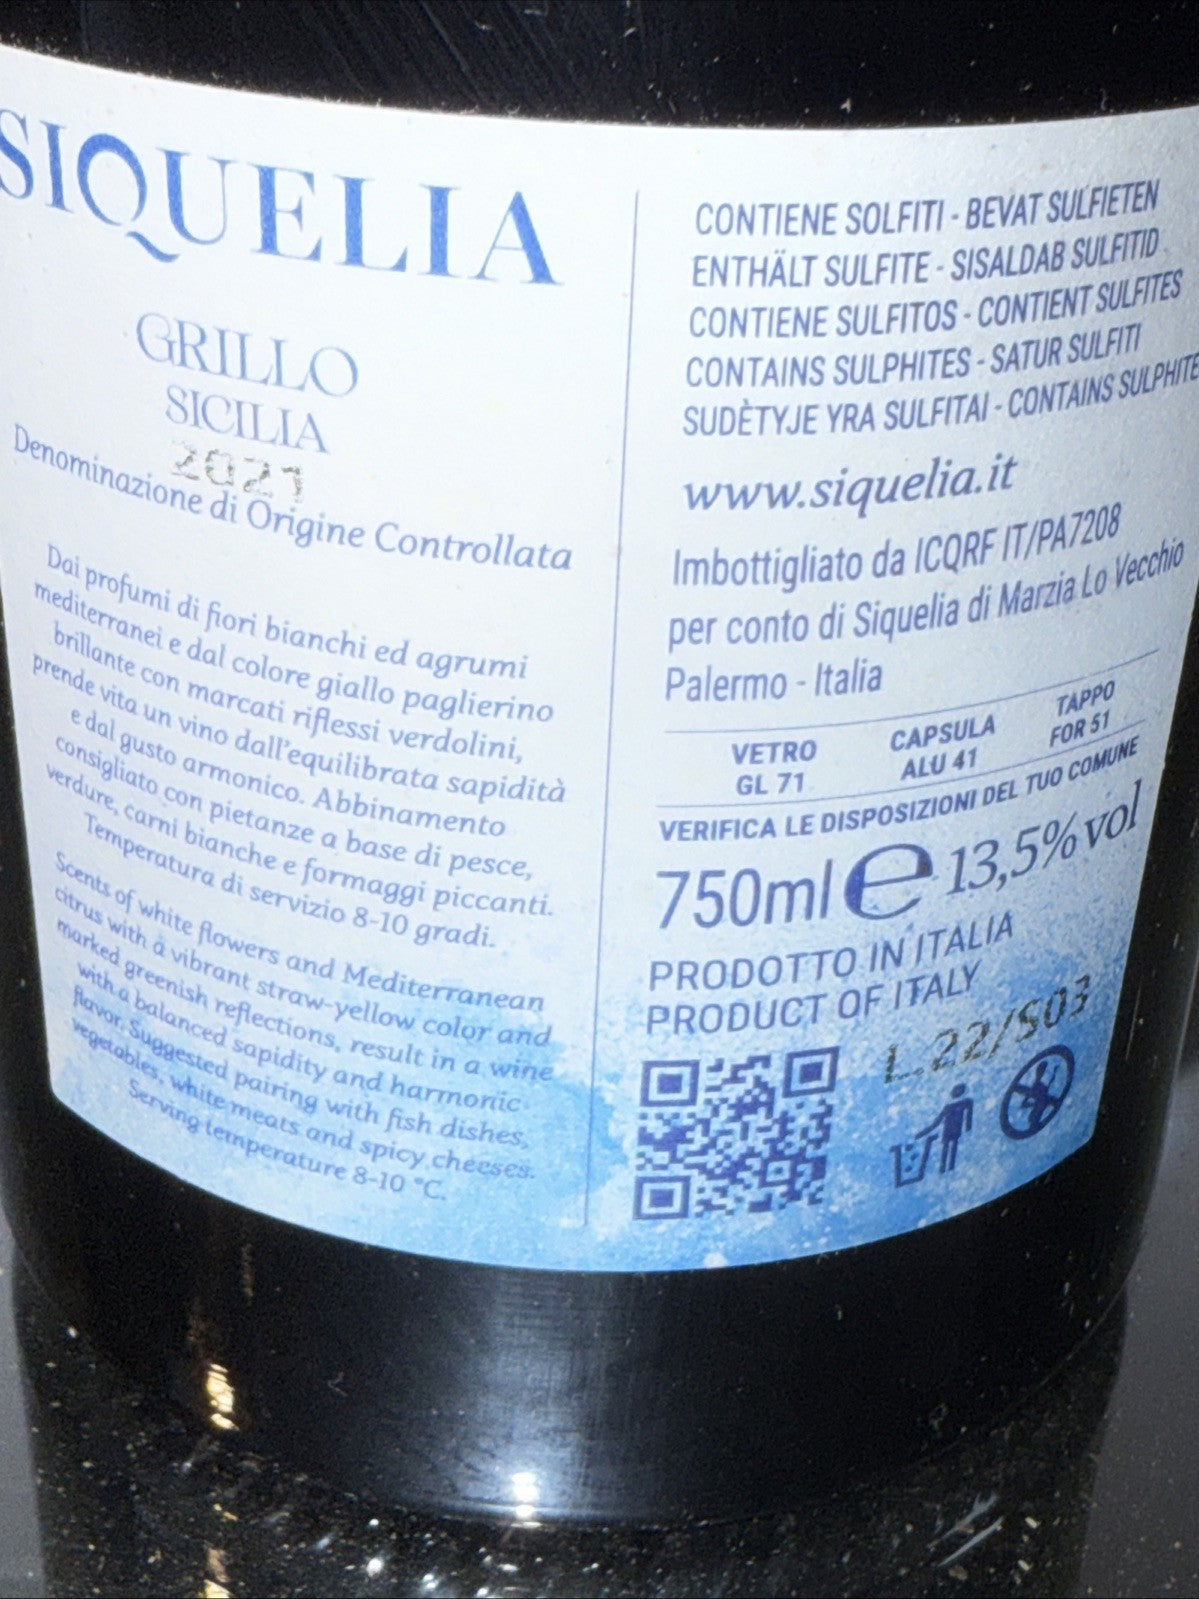 SIQUELIA
GRILLO
SICILIA
2021
Denominazione di Origine Controllata
Dai profumi di fiori bianchi ed agrumi
mediterranei e dal colore giallo paglierino
brillante con marcati riflessi verdolini,
prende vita un vino dall'equilibrata sapidità
e dal gusto armonico. Abbinamento
consigliato con pietanze a base di pesce,
verdure, carni bianche e formaggi piccanti.
Temperatura di servizio 8-10 gradi.
Scents of white flowers and Mediterranean
citrus with a vibrant straw-yellow color and
marked greenish reflections, result in a wine
with a balanced sapidity and harmonic
flavor. Suggested pairing with fish dishes,
vegetables, white meats and spicy cheeses.
Serving temperature 8-10 °C.
CONTIENE SOLFITI - BEVAT SULFIETEN
ENTHÄLT SULFITE - SISALDAB SULFITID
CONTIENE SULFITOS - CONTIENT SULFITES
CONTAINS SULPHITES - SATUR SULFITI
SUDĖTYJE YRA SULFITAI - CONTAINS SULPHITE
www.siquelia.it
Imbottigliato da ICQRF IT/PA7208
per conto di Siquelia di Marzia Lo Vecchio
Palermo - Italia
VETRO CAPSULA TAPPO
GL 71 ALU 41 FOR 51
VERIFICA LE DISPOSIZIONI DEL TUO COMUNE
750ml e 13,5% vol
PRODOTTO IN ITALIA
PRODUCT OF ITALY
L.22/S03